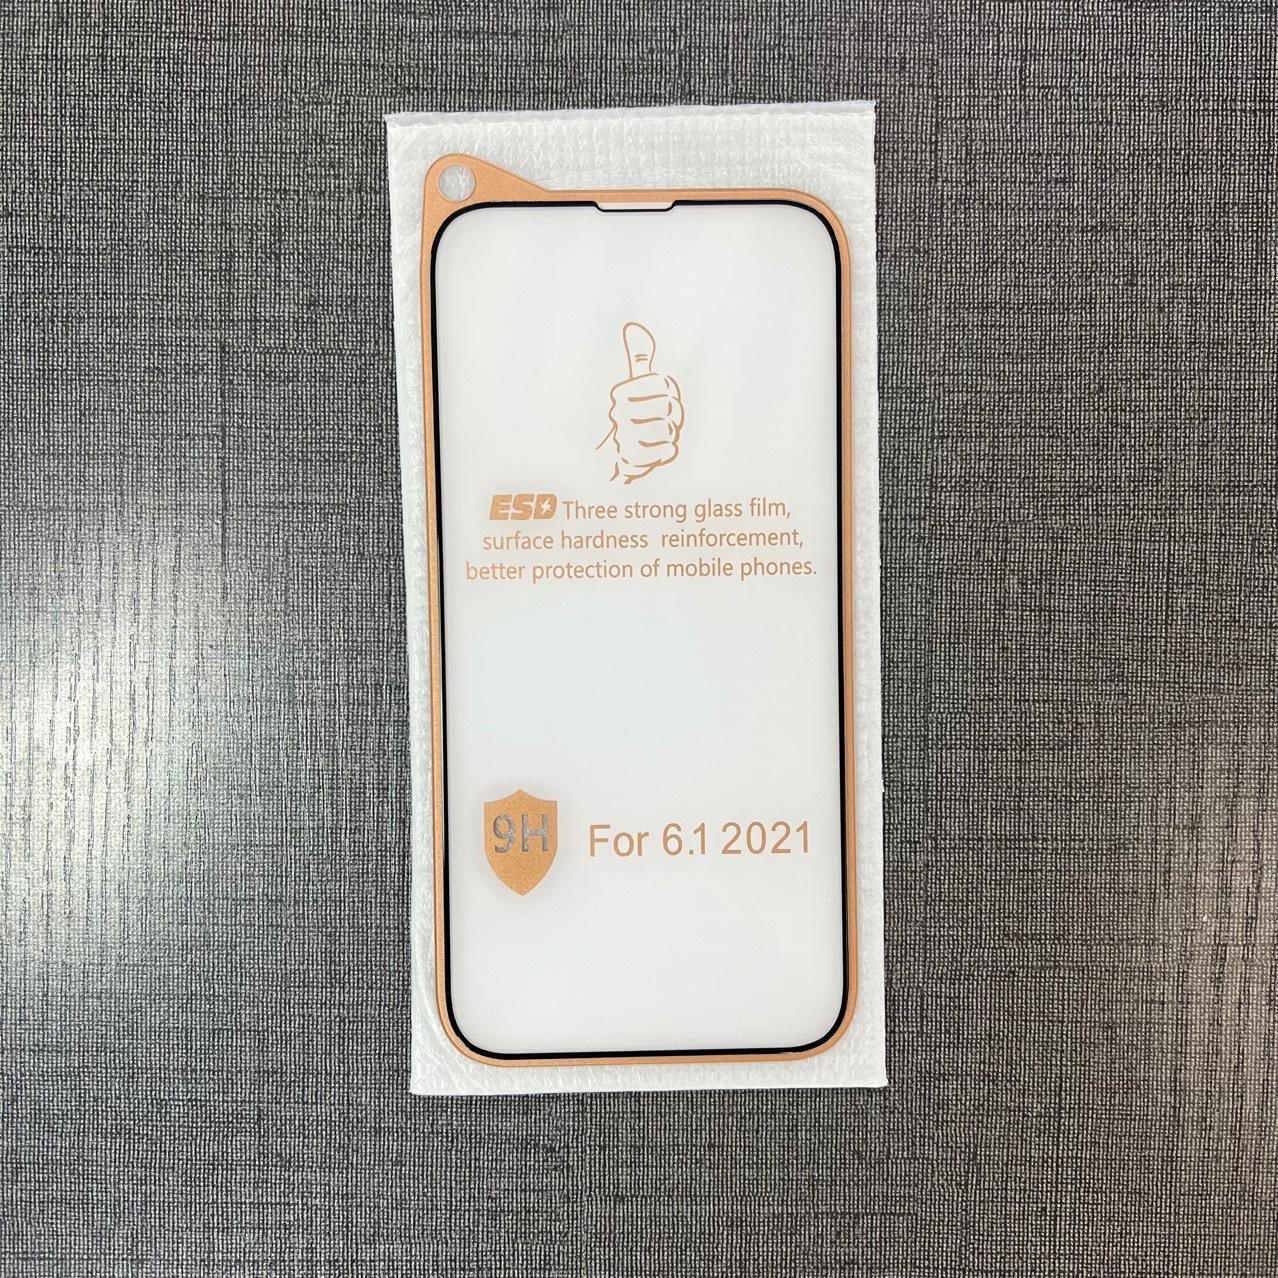 ESD Three strong glass film,
surface hardness reinforcement,
better protection of mobile phones.
9H
For 6.1 2021